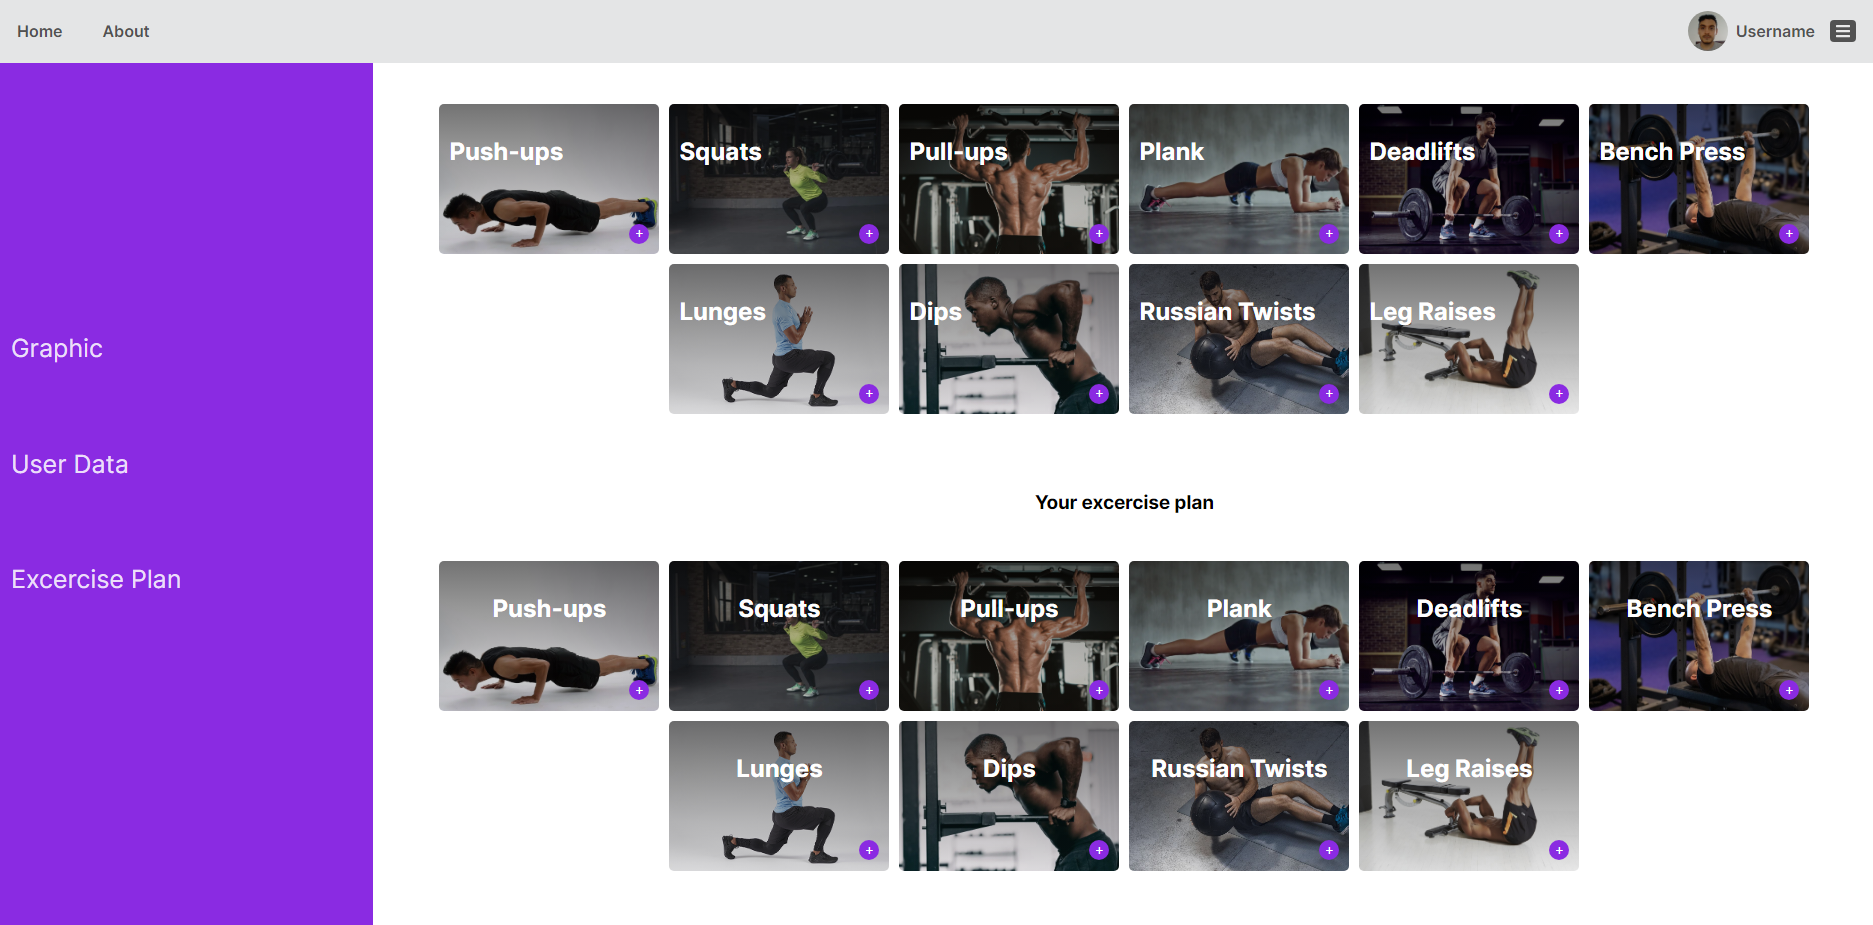 Home About Username
Push-ups Squats Pull-ups Plank Deadlifts Bench Press
+ + + + + +
Lunges Dips Russian Twists Leg Raises
+ + + +
Graphic
User Data
Excercise Plan
Your excercise plan
Push-ups Squats Pull-ups Plank Deadlifts Bench Press
+ + + + + +
Lunges Dips Russian Twists Leg Raises
+ + + +